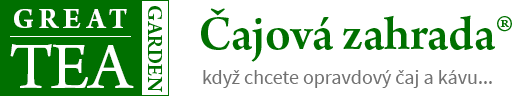 GREAT
TEA
GARDEN
Čajová zahrada®
když chcete opravdový čaj a kávu...